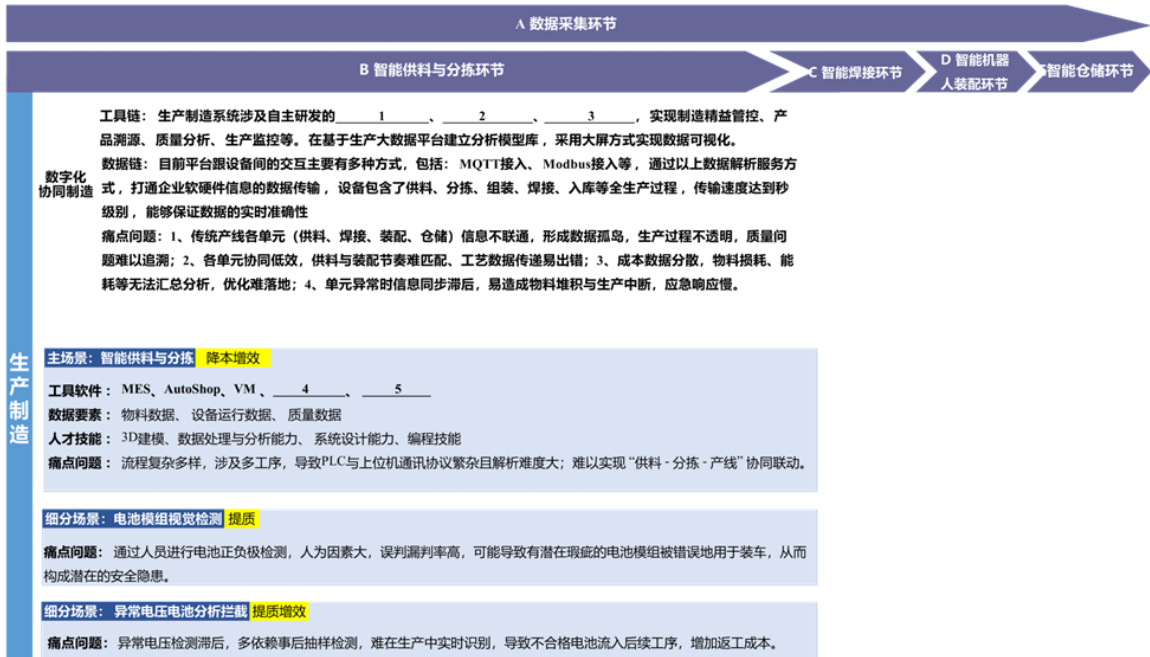 A 数据采集环节
B 智能供料与分拣环节
C 智能焊接环节
D 智能机器
人装配环节
智能仓储环节
生产制造
数字化
协同制造
工具链： 生产制造系统涉及自主研发的 1 、 2 、 3 ，实现制造精益管控、产
品溯源、质量分析、生产监控等。在基于生产大数据平台建立分析模型库 ，采用大屏方式实现数据可视化。
数据链： 目前平台跟设备间的交互主要有多种方式，包括： MQTT接入、Modbus接入等 ，通过以上数据解析服务方
式 ，打通企业软硬件信息的数据传输 ，设备包含了供料、分拣、组装、焊接、入库等全生产过程 ，传输速度达到秒
级别 ，能够保证数据的实时准确性
痛点问题：1、传统产线各单元（供料、焊接、装配、仓储）信息不联通，形成数据孤岛，生产过程不透明，质量问
题难以追溯；2、各单元协同低效，供料与装配节奏难匹配、工艺数据传递易出错；3、成本数据分散，物料损耗、能
耗等无法汇总分析，优化难落地；4、单元异常时信息同步滞后，易造成物料堆积与生产中断，应急响应慢。
主场景：智能供料与分拣 降本增效
工具软件 ： MES、AutoShop、VM 、 4 、 5
数据要素 ： 物料数据、 设备运行数据、 质量数据
人才技能 ： 3D建模、数据处理与分析能力、 系统设计能力、编程技能
痛点问题 ： 流程复杂多样，涉及多工序，导致PLC与上位机通讯协议繁杂且解析难度大；难以实现 “供料 - 分拣 - 产线” 协同联动。
细分场景：电池模组视觉检测 提质
痛点问题： 通过人员进行电池正负极检测，人为因素大，误判漏判率高，可能导致有潜在瑕疵的电池模组被错误地用于装车，从而
构成潜在的安全隐患。
细分场景： 异常电压电池分析拦截 提质增效
痛点问题： 异常电压检测滞后，多依赖事后抽样检测，难在生产中实时识别，导致不合格电池流入后续工序，增加返工成本。